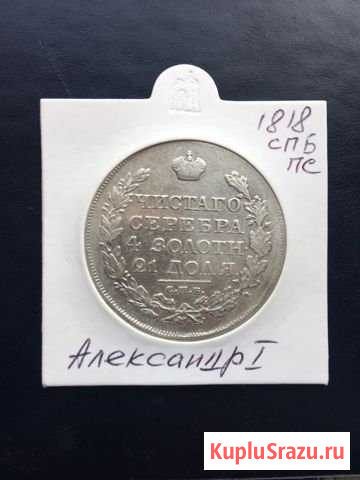 1818
СПБ
ПС
ЧИСТАГО
СЕРЕБРА
4 ЗОЛОТН.
21 ДОЛЯ.
С.П.Б.
Александр I
KupluSrazu.ru